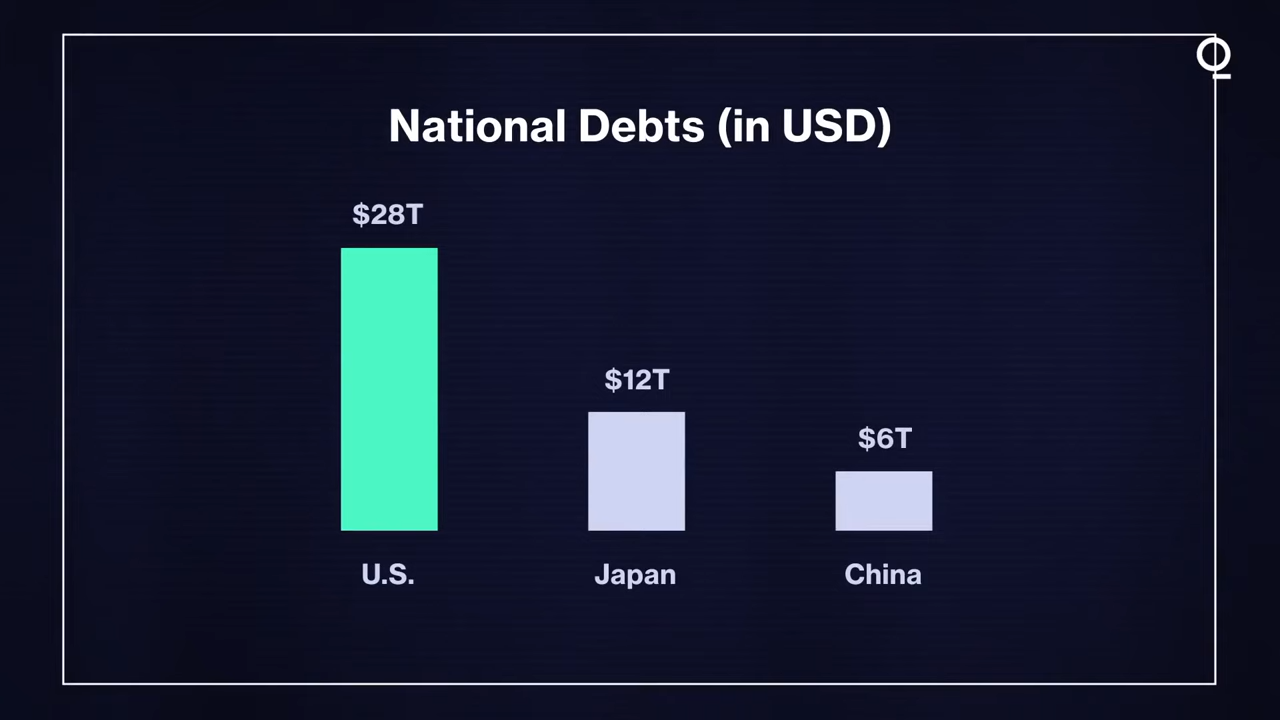 National Debts (in USD)
$28T
$12T
$6T
U.S.
Japan
China